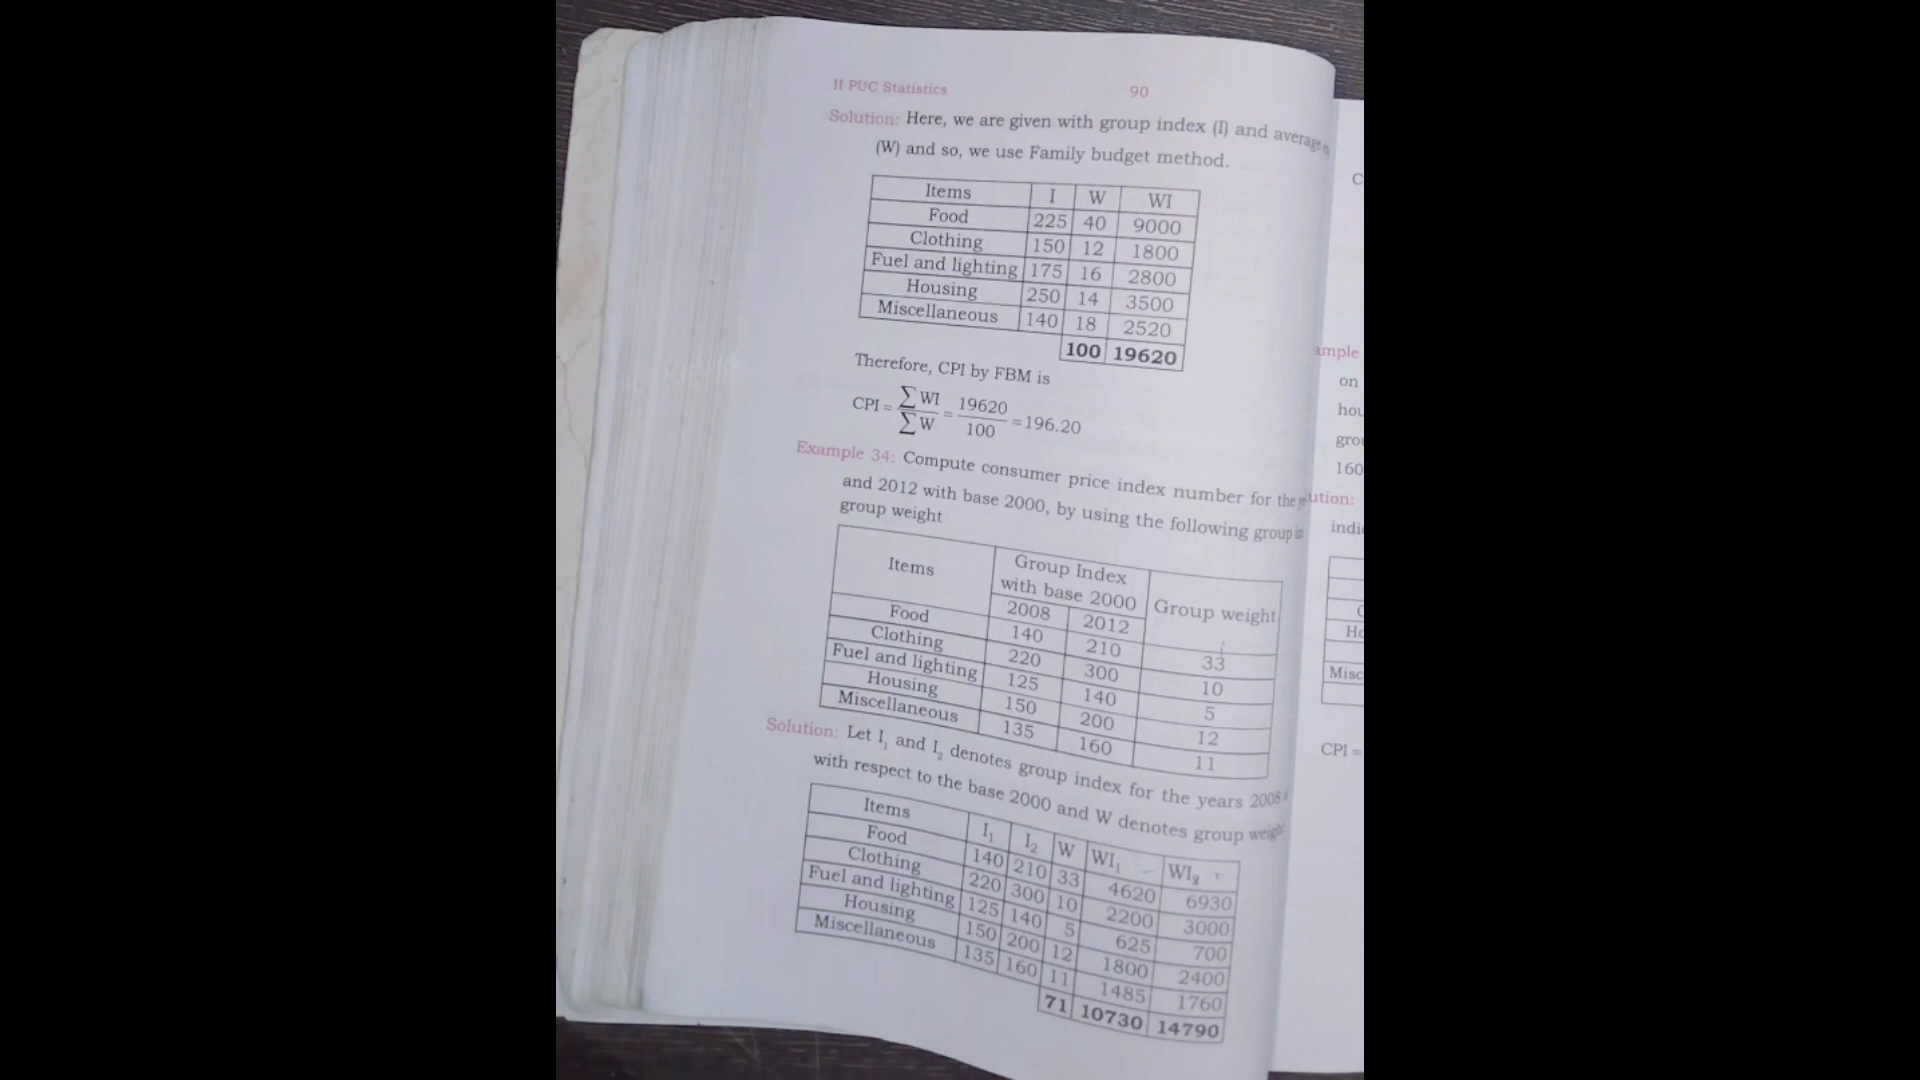 II PUC Statistics 90
Solution: Here, we are given with group index (I) and average
(W) and so, we use Family budget method.
Items I W WI
Food 225 40 9000
Clothing 150 12 1800
Fuel and lighting 175 16 2800
Housing 250 14 3500
Miscellaneous 140 18 2520
100 19620
Therefore, CPI by FBM is
CPI = ∑WI / ∑W = 19620 / 100 = 196.20
Example 34: Compute consumer price index number for the
and 2012 with base 2000, by using the following group
group weight
Items Group Index with base 2000 Group weight
2008 2012
Food 140 210 33
Clothing 220 300 10
Fuel and lighting 125 140 5
Housing 150 200 12
Miscellaneous 135 160 11
Solution: Let I₁ and I₂ denotes group index for the years 2008
with respect to the base 2000 and W denotes group weight
Items I₁ I₂ W WI₁ WI₂
Food 140 210 33 4620 6930
Clothing 220 300 10 2200 3000
Fuel and lighting 125 140 5 625 700
Housing 150 200 12 1800 2400
Miscellaneous 135 160 11 1485 1760
71 10730 14790
C
on
160
CPI =